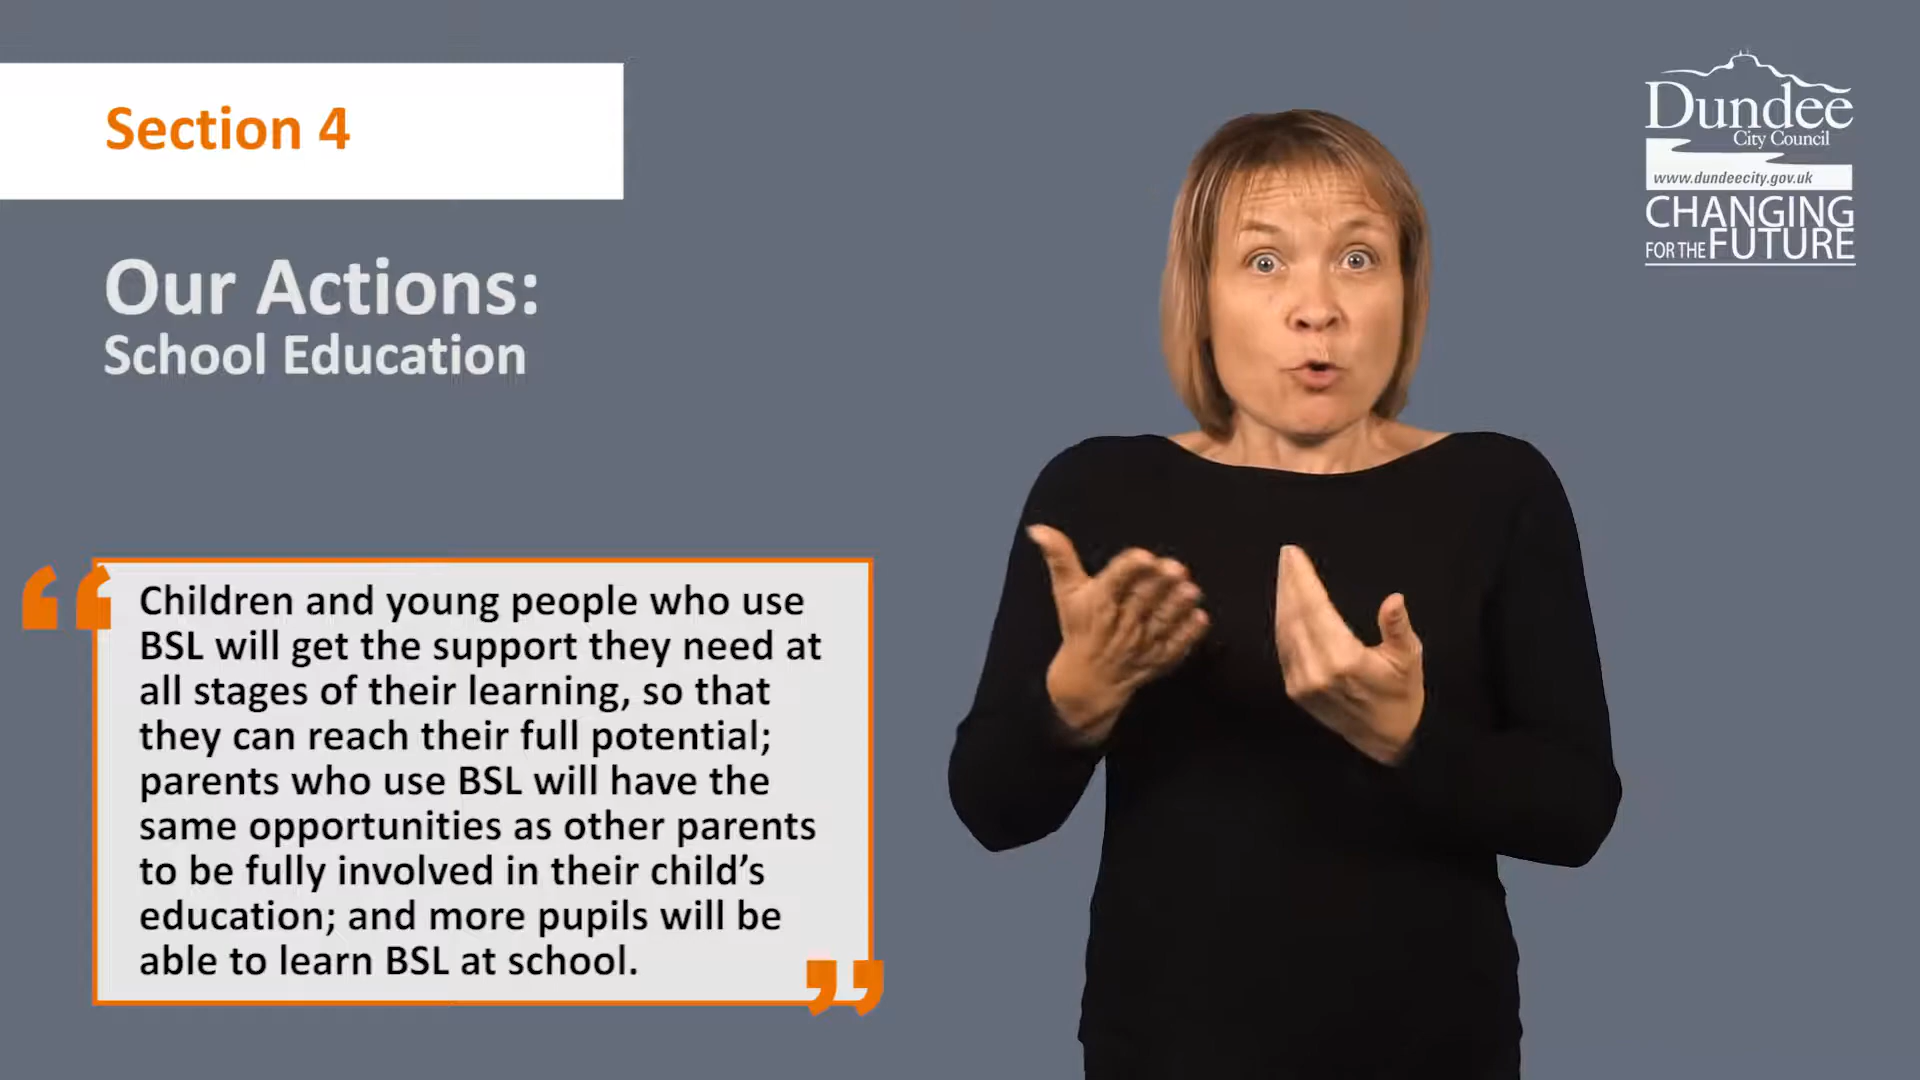 Section 4
Our Actions:
School Education
Children and young people who use
BSL will get the support they need at
all stages of their learning, so that
they can reach their full potential;
parents who use BSL will have the
same opportunities as other parents
to be fully involved in their child’s
education; and more pupils will be
able to learn BSL at school.
Dundee
City Council
www.dundeecity.gov.uk
CHANGING
FOR THE FUTURE